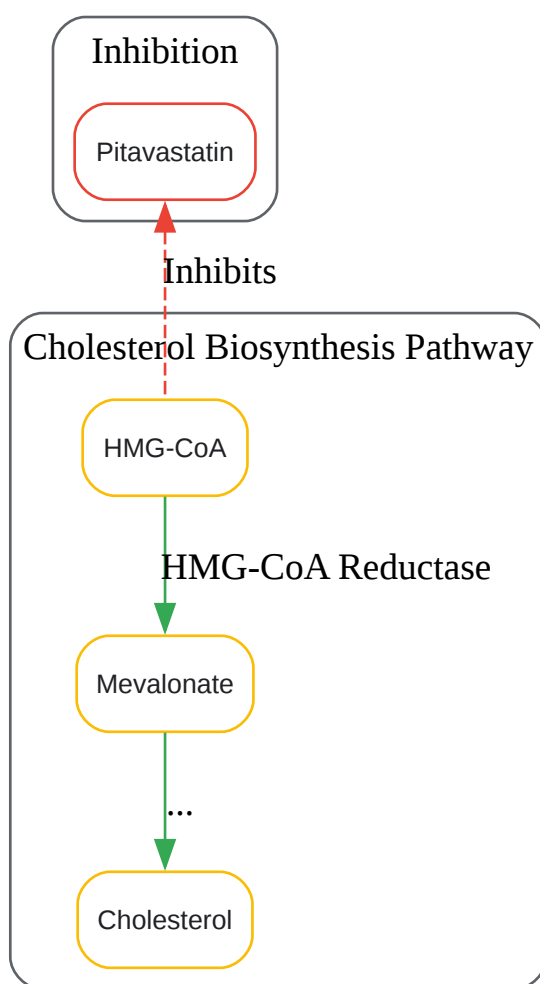 Inhibition
Pitavastatin
Inhibits
Cholesterol Biosynthesis Pathway
HMG-CoA
HMG-CoA Reductase
Mevalonate
...
Cholesterol